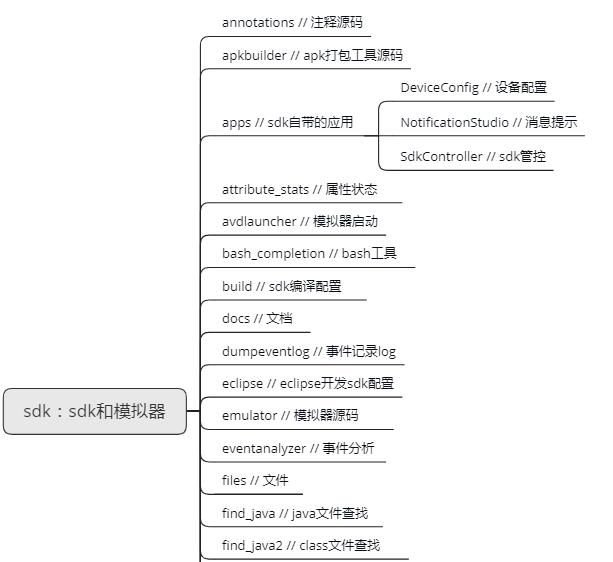 annotations // 注释源码
apkbuilder // apk打包工具源码
DeviceConfig // 设备配置
apps // sdk自带的应用
NotificationStudio // 消息提示
SdkController // sdk管控
attribute_stats // 属性状态
avdlauncher // 模拟器启动
bash_completion // bash工具
build // sdk编译配置
docs // 文档
dumpeventlog // 事件记录log
eclipse // eclipse开发sdk配置
sdk：sdk和模拟器
emulator // 模拟器源码
eventanalyzer // 事件分析
files // 文件
find_java // java文件查找
find_java2 // class文件查找